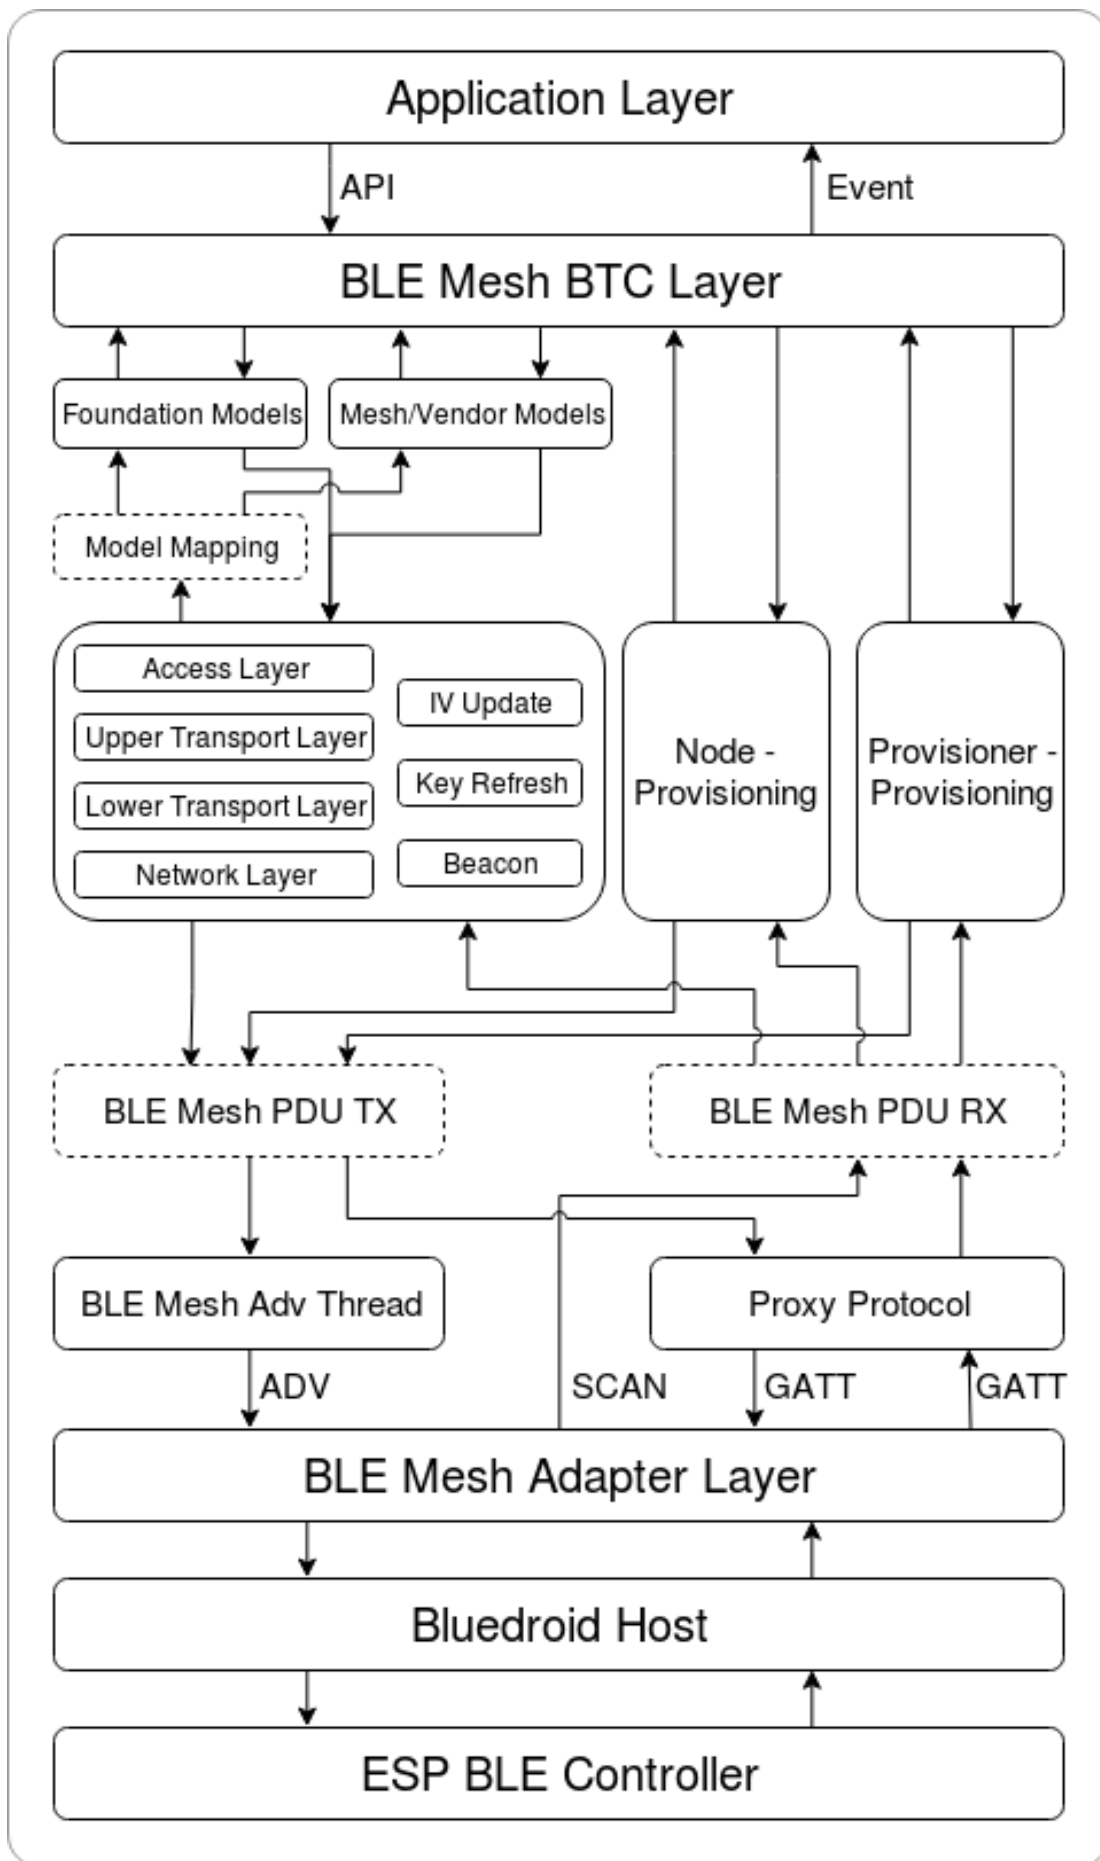 Application Layer
API
Event
BLE Mesh BTC Layer
Foundation Models
Mesh/Vendor Models
Model Mapping
Access Layer
Upper Transport Layer
Lower Transport Layer
Network Layer
IV Update
Key Refresh
Beacon
Node -
Provisioning
Provisioner -
Provisioning
BLE Mesh PDU TX
BLE Mesh PDU RX
BLE Mesh Adv Thread
Proxy Protocol
ADV
SCAN
GATT
GATT
BLE Mesh Adapter Layer
Bluedroid Host
ESP BLE Controller